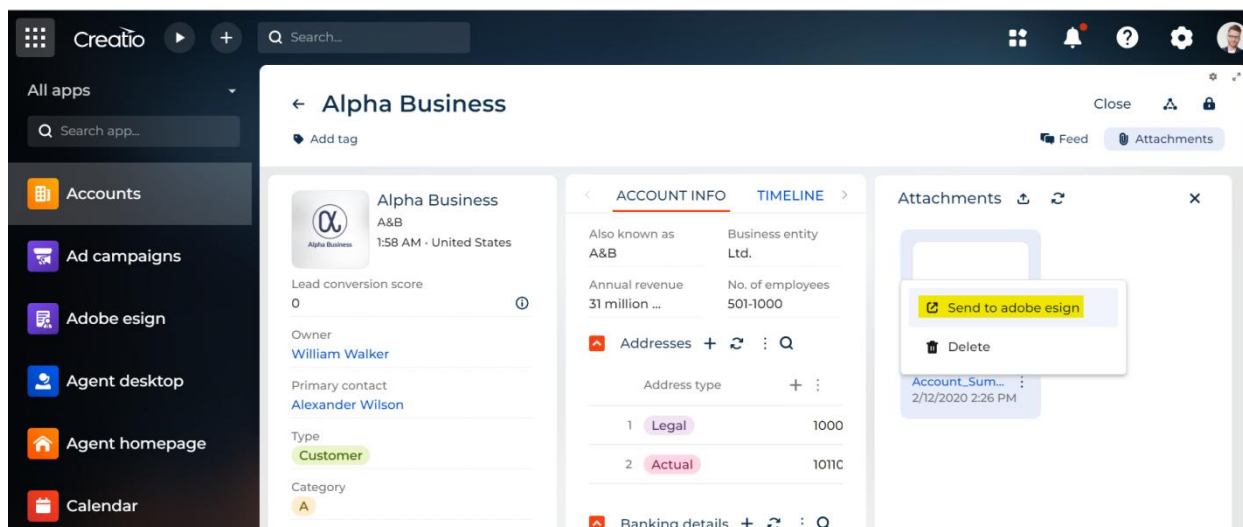 Creatio
Search...
All apps
Search app...
Accounts
Ad campaigns
Adobe esign
Agent desktop
Agent homepage
Calendar
Alpha Business
Close
Add tag
Feed
Attachments
Alpha Business
Alpha Business
A&B
1:58 AM - United States
Lead conversion score
0
Owner
William Walker
Primary contact
Alexander Wilson
Type
Customer
Category
A
ACCOUNT INFO TIMELINE
Also known as Business entity
A&B Ltd.
Annual revenue No. of employees
31 million ... 501-1000
Addresses
Address type
1 Legal 1000
2 Actual 10110
Banking details
Attachments
Send to adobe esign
Delete
Account_Sum...
2/12/2020 2:26 PM